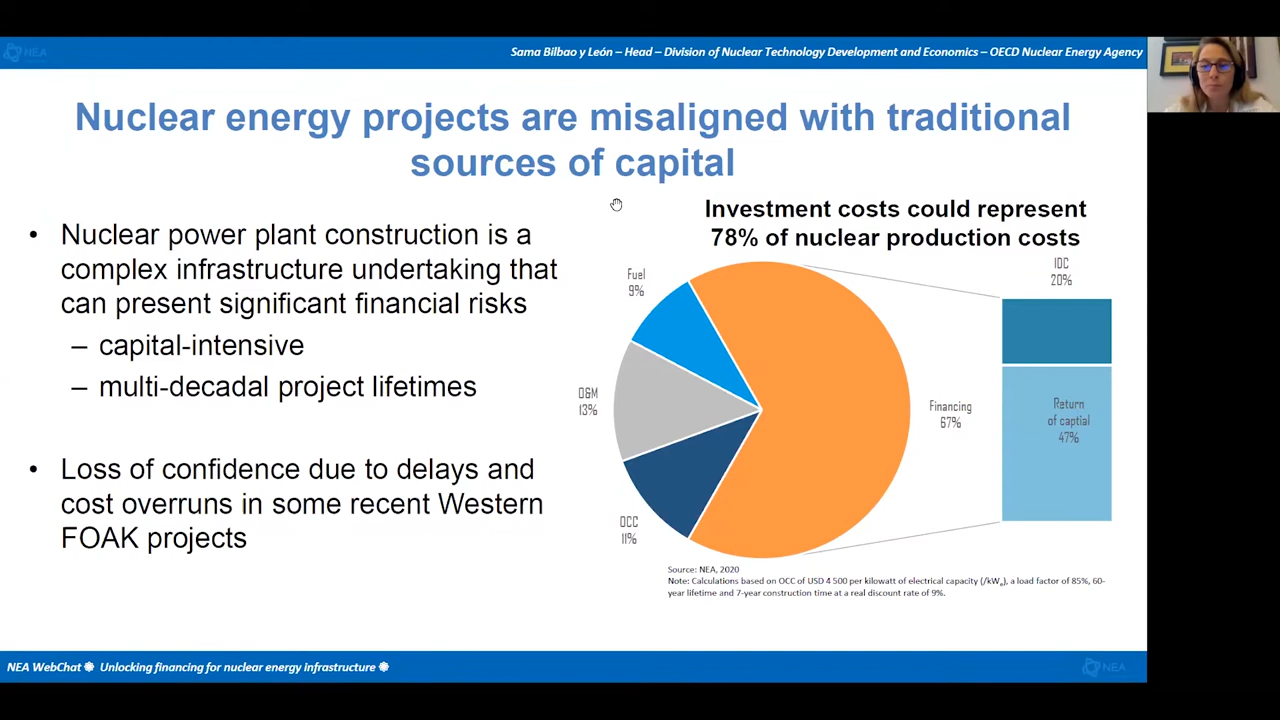 NEA
Sama Bilbao y León – Head – Division of Nuclear Technology Development and Economics – OECD Nuclear Energy Agency
Nuclear energy projects are misaligned with traditional
sources of capital
• Nuclear power plant construction is a
complex infrastructure undertaking that
can present significant financial risks
– capital-intensive
– multi-decadal project lifetimes
• Loss of confidence due to delays and
cost overruns in some recent Western
FOAK projects
Investment costs could represent
78% of nuclear production costs
IDC
20%
Fuel
9%
O&M
13%
Financing
67%
Return
of captial
47%
OCC
11%
Source: NEA, 2020
Note: Calculations based on OCC of USD 4 500 per kilowatt of electrical capacity (/kWe), a load factor of 85%, 60-
year lifetime and 7-year construction time at a real discount rate of 9%.
NEA WebChat Unlocking financing for nuclear energy infrastructure
NEA